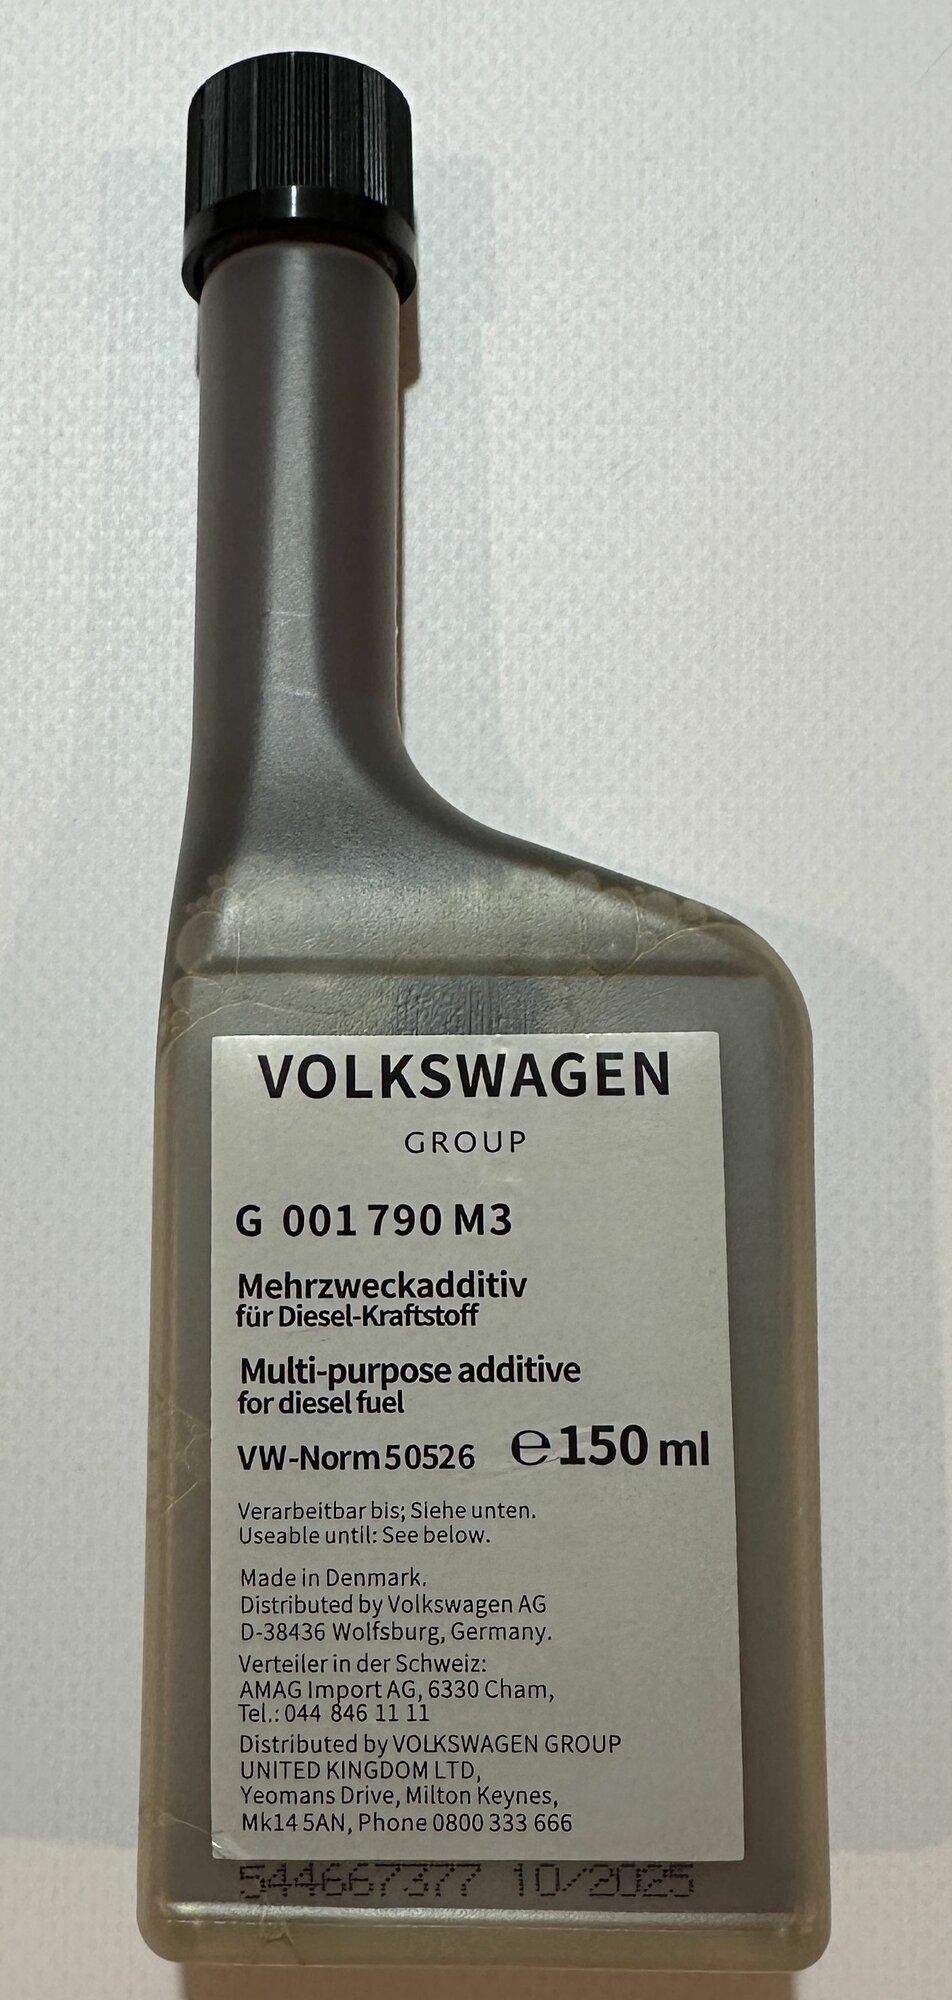 VOLKSWAGEN
GROUP
G 001 790 M3
Mehrzweckadditiv
für Diesel-Kraftstoff
Multi-purpose additive
for diesel fuel
VW-Norm 50526 ℮150 ml
Verarbeitbar bis; Siehe unten.
Useable until: See below.
Made in Denmark.
Distributed by Volkswagen AG
D-38436 Wolfsburg, Germany.
Verteiler in der Schweiz:
AMAG Import AG, 6330 Cham,
Tel.: 044 846 11 11
Distributed by VOLKSWAGEN GROUP
UNITED KINGDOM LTD,
Yeomans Drive, Milton Keynes,
Mk14 5AN, Phone 0800 333 666
544667377 10/2025